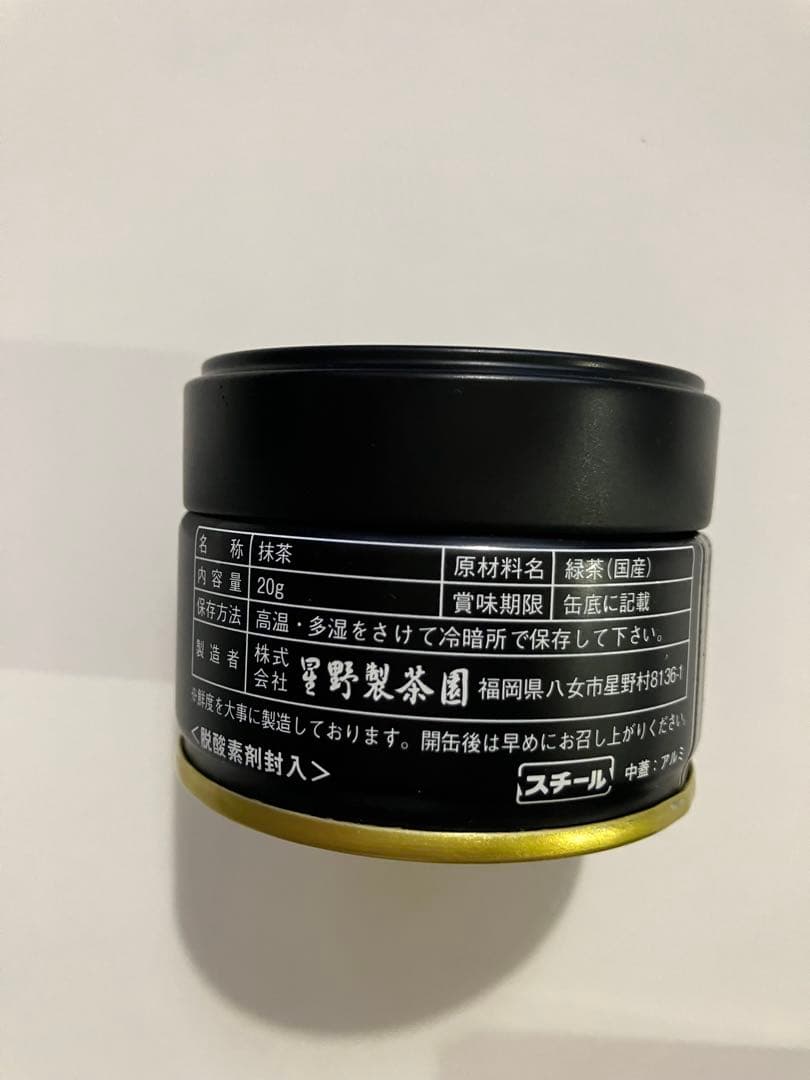 名称 抹茶 原材料名 緑茶(国産)
内容量 20g 賞味期限 缶底に記載
保存方法 高温・多湿をさけて冷暗所で保存して下さい。
製造者 株式会社 星野製茶園 福岡県八女市星野村8136-1
※鮮度を大事に製造しております。開缶後は早めにお召し上がりください。
<脱酸素剤封入>
スチール 中蓋:アルミ